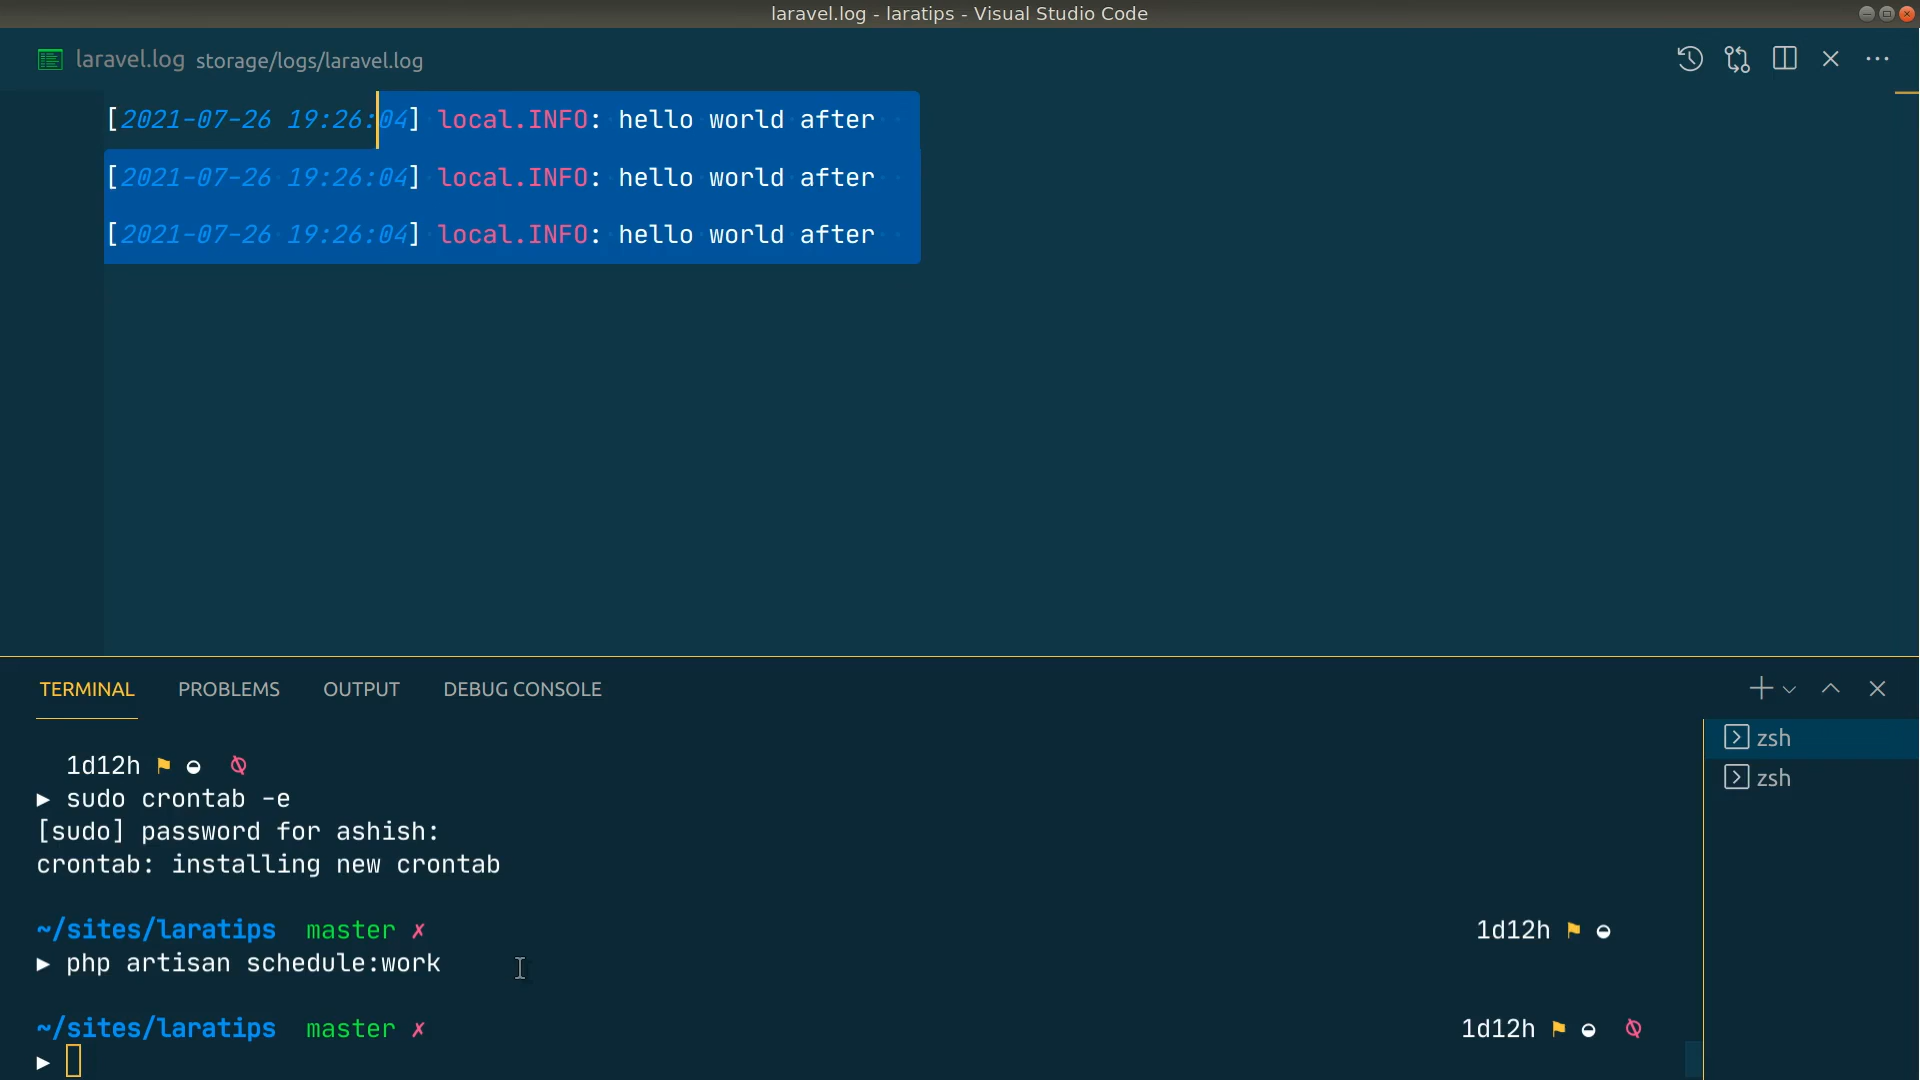 laravel.log - laratips - Visual Studio Code
laravel.log storage/logs/laravel.log
[2021-07-26 19:26:04] local.INFO: hello world after
[2021-07-26 19:26:04] local.INFO: hello world after
[2021-07-26 19:26:04] local.INFO: hello world after
TERMINAL PROBLEMS OUTPUT DEBUG CONSOLE
zsh
zsh
1d12h
▶ sudo crontab -e
[sudo] password for ashish:
crontab: installing new crontab
~/sites/laratips master ✗ 1d12h
▶ php artisan schedule:work
~/sites/laratips master ✗ 1d12h
▶